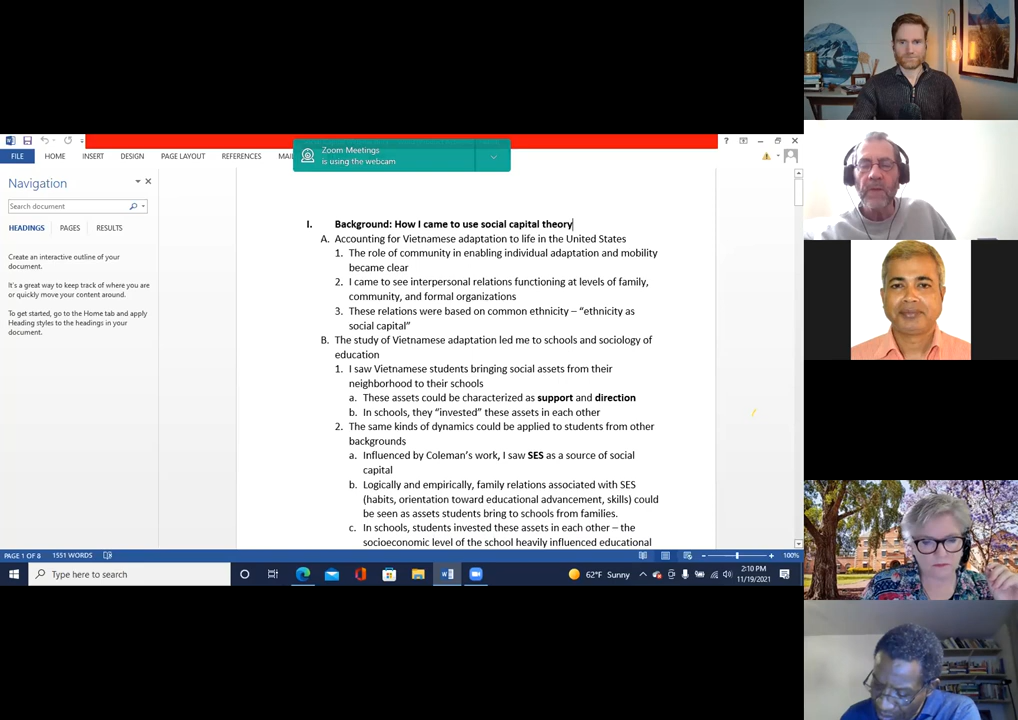 Zoom Meetings
is using the webcam
FILE HOME INSERT DESIGN PAGE LAYOUT REFERENCES MAI
Navigation
Search document
HEADINGS PAGES RESULTS
Create an interactive outline of your
document.
It's a great way to keep track of where you are
or quickly move your content around.
To get started, go to the Home tab and apply
Heading styles to the headings in your
document.
I. Background: How I came to use social capital theory
A. Accounting for Vietnamese adaptation to life in the United States
1. The role of community in enabling individual adaptation and mobility
became clear
2. I came to see interpersonal relations functioning at levels of family,
community, and formal organizations
3. These relations were based on common ethnicity – “ethnicity as
social capital”
B. The study of Vietnamese adaptation led me to schools and sociology of
education
1. I saw Vietnamese students bringing social assets from their
neighborhood to their schools
a. These assets could be characterized as support and direction
b. In schools, they “invested” these assets in each other
2. The same kinds of dynamics could be applied to students from other
backgrounds
a. Influenced by Coleman’s work, I saw SES as a source of social
capital
b. Logically and empirically, family relations associated with SES
(habits, orientation toward educational advancement, skills) could
be seen as assets students bring to schools from families.
c. In schools, students invested these assets in each other – the
socioeconomic level of the school heavily influenced educational
PAGE 1 OF 8 1551 WORDS 100%
Type here to search
62°F Sunny
2:10 PM
11/19/2021